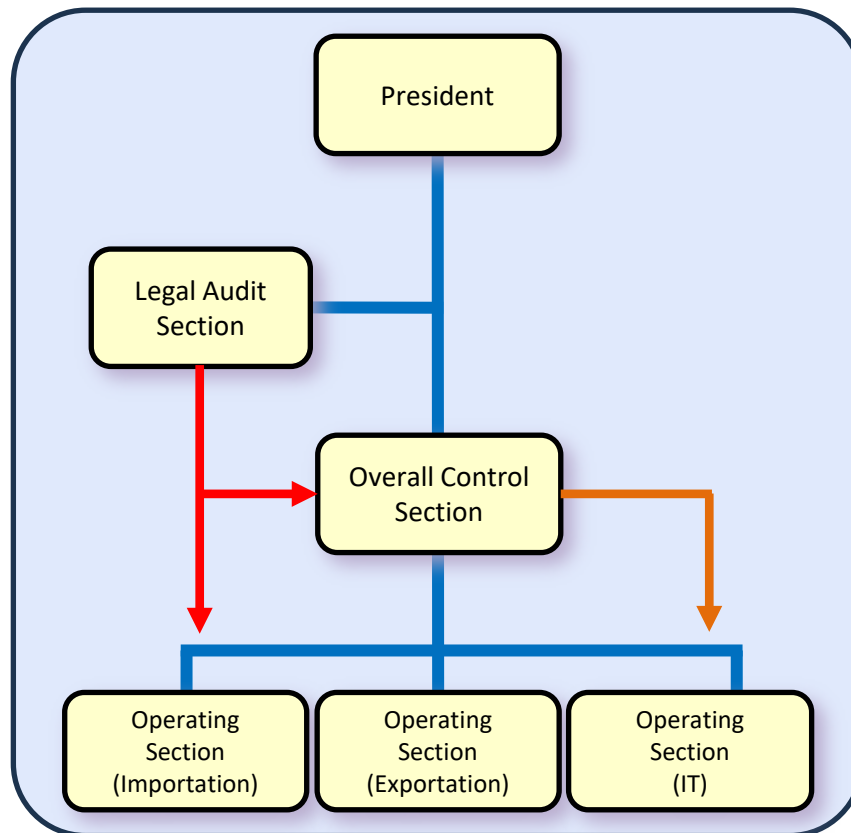 President
Legal Audit
Section
Overall Control
Section
Operating
Section
(Importation)
Operating
Section
(Exportation)
Operating
Section
(IT)